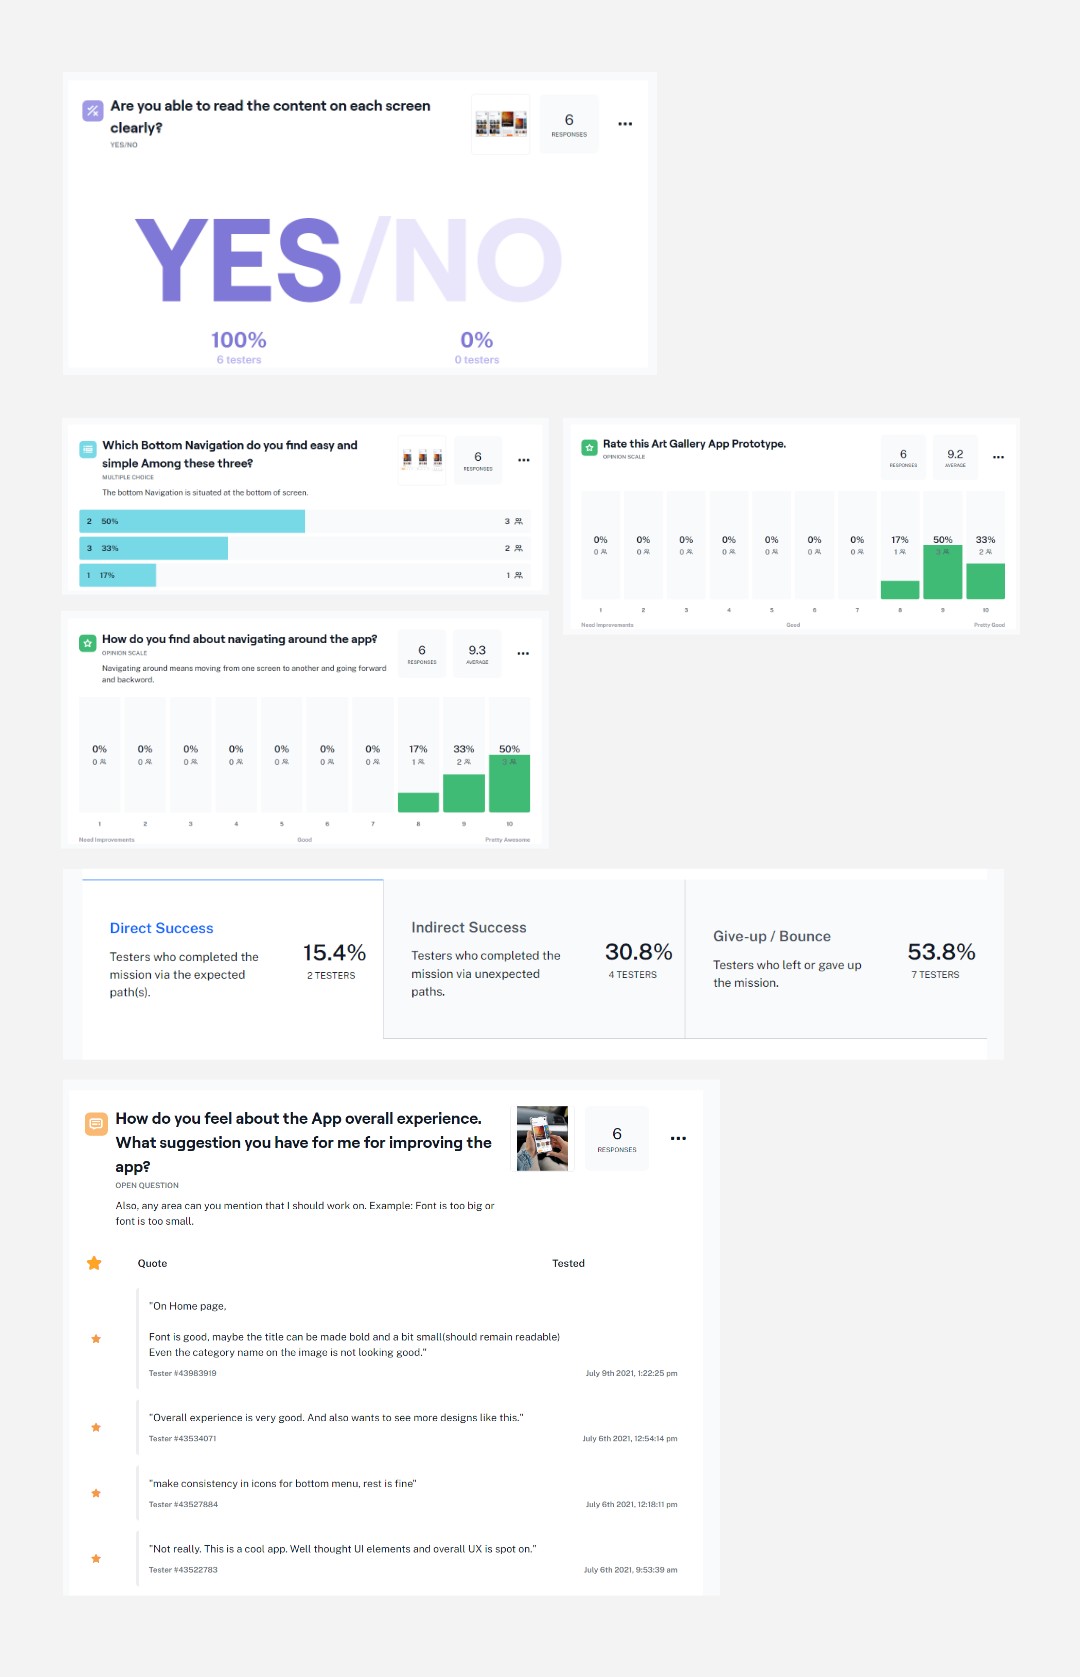 Are you able to read the content on each screen
clearly?
YES/NO
6
RESPONSES
YES/NO
100%
6 testers
0%
0 testers
Which Bottom Navigation do you find easy and
simple Among these three?
MULTIPLE CHOICE
The bottom Navigation is situated at the bottom of screen.
6
RESPONSES
2 50% 3
3 33% 2
1 17% 1
Rate this Art Gallery App Prototype.
OPINION SCALE
6
RESPONSES
9.2
AVERAGE
0% 0% 0% 0% 0% 0% 0% 17% 50% 33%
0 0 0 0 0 0 0 1 3 2
1 2 3 4 5 6 7 8 9 10
Need Improvements Good Pretty Good
How do you find about navigating around the app?
OPINION SCALE
Navigating around means moving from one screen to another and going forward
and backword.
6
RESPONSES
9.3
AVERAGE
0% 0% 0% 0% 0% 0% 0% 17% 33% 50%
0 0 0 0 0 0 0 1 2 3
1 2 3 4 5 6 7 8 9 10
Need Improvements Good Pretty Awesome
Direct Success
Testers who completed the
mission via the expected
path(s).
15.4%
2 TESTERS
Indirect Success
Testers who completed the
mission via unexpected
paths.
30.8%
4 TESTERS
Give-up / Bounce
Testers who left or gave up
the mission.
53.8%
7 TESTERS
How do you feel about the App overall experience.
What suggestion you have for me for improving the
app?
OPEN QUESTION
Also, any area can you mention that I should work on. Example: Font is too big or
font is too small.
6
RESPONSES
Quote Tested
"On Home page,
Font is good, maybe the title can be made bold and a bit small(should remain readable)
Even the category name on the image is not looking good."
Tester #43983919 July 9th 2021, 1:22:25 pm
"Overall experience is very good. And also wants to see more designs like this."
Tester #43534071 July 6th 2021, 12:54:14 pm
"make consistency in icons for bottom menu, rest is fine"
Tester #43527884 July 6th 2021, 12:18:11 pm
"Not really. This is a cool app. Well thought UI elements and overall UX is spot on."
Tester #43522783 July 6th 2021, 9:53:39 am